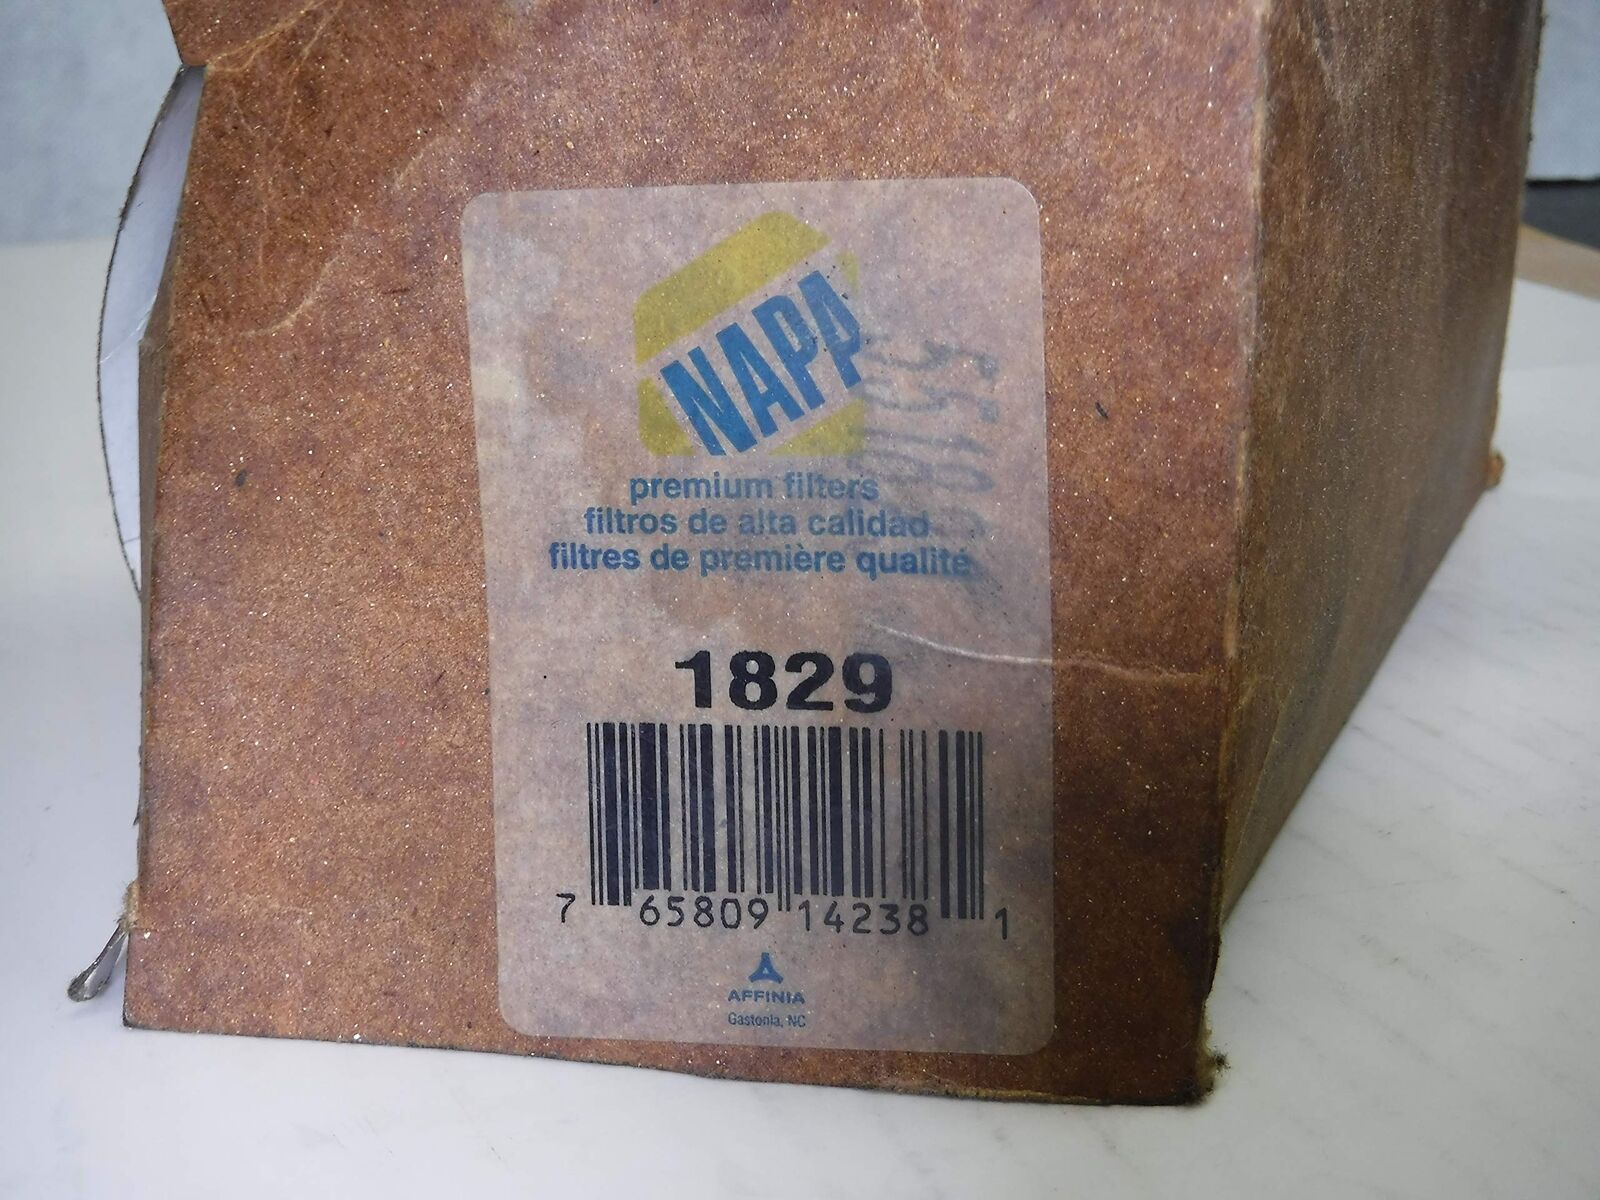 NAPA
premium filters
filtros de alta calidad
filtres de première qualité
1829
7 65809 14238 1
AFFINIA
Gastonia, NC